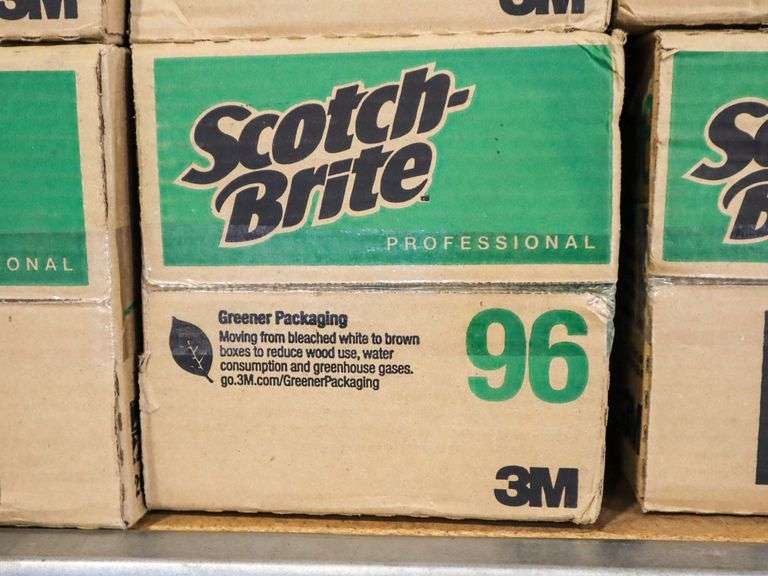 3M
3M
Scotch-
Brite
PROFESSIONAL
ONAL
Greener Packaging
Moving from bleached white to brown
boxes to reduce wood use, water
consumption and greenhouse gases.
go.3M.com/GreenerPackaging
96
3M